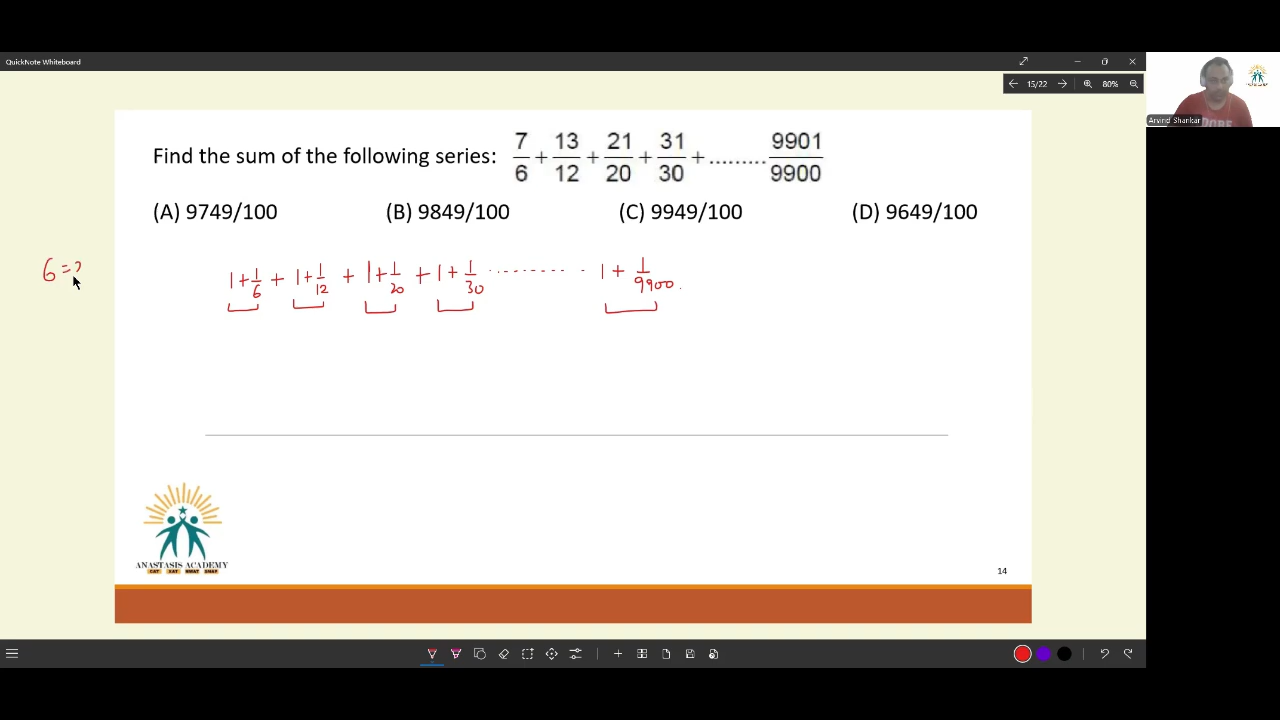 QuickNote Whiteboard
15/22
80%
Arvind Shankar
Find the sum of the following series: 7/6 + 13/12 + 21/20 + 31/30 + ......... 9901/9900
(A) 9749/100 (B) 9849/100 (C) 9949/100 (D) 9649/100
6 =
1 + 1/6 + 1 + 1/12 + 1 + 1/20 + 1 + 1/30 ........... 1 + 1/9900.
ANASTASIS ACADEMY
14